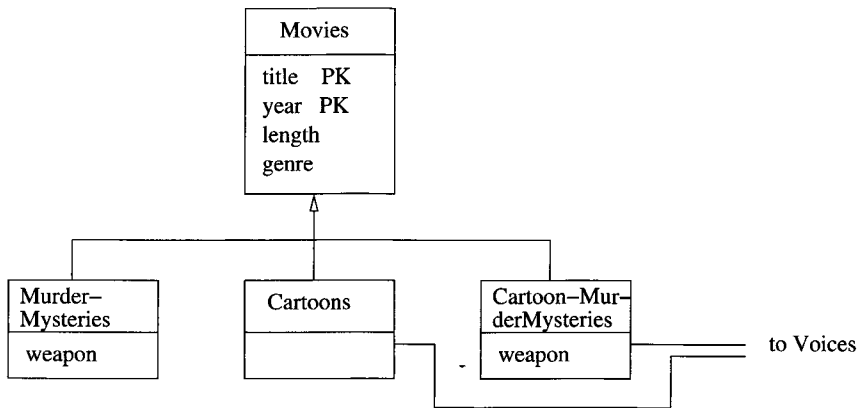 Movies
title PK
year PK
length
genre
Murder–
Mysteries
weapon
Cartoons
Cartoon–Mur–
derMysteries
weapon
to Voices